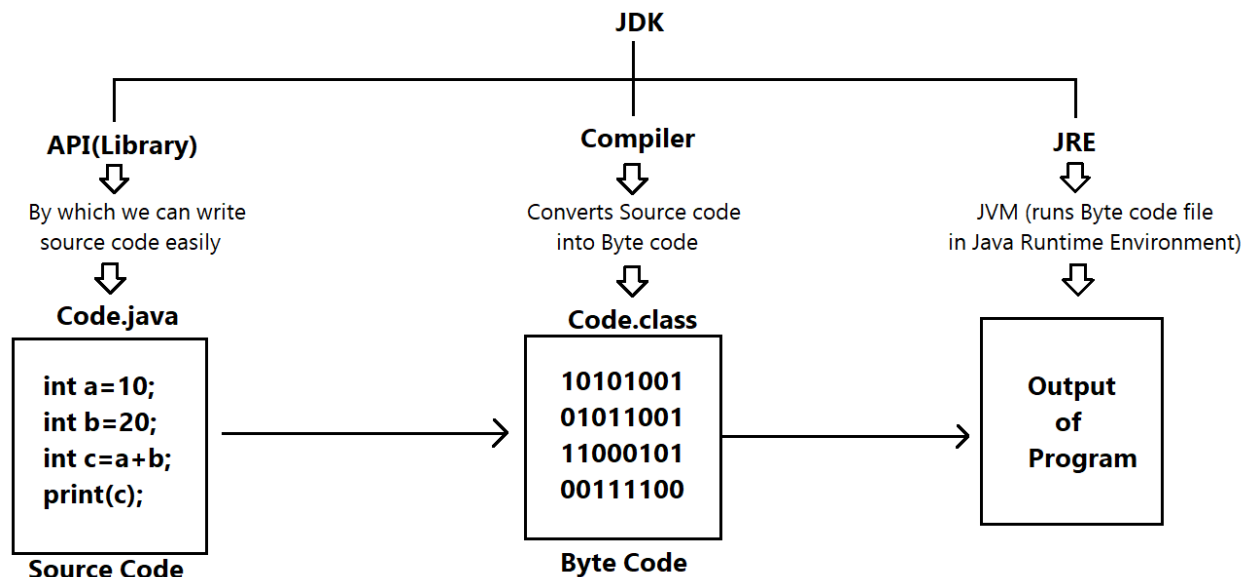 JDK
API(Library)
Compiler
JRE
By which we can write
source code easily
Converts Source code
into Byte code
JVM (runs Byte code file
in Java Runtime Environment)
Code.java
Code.class
int a=10;
int b=20;
int c=a+b;
print(c);
10101001
01011001
11000101
00111100
Output
of
Program
Source Code
Byte Code